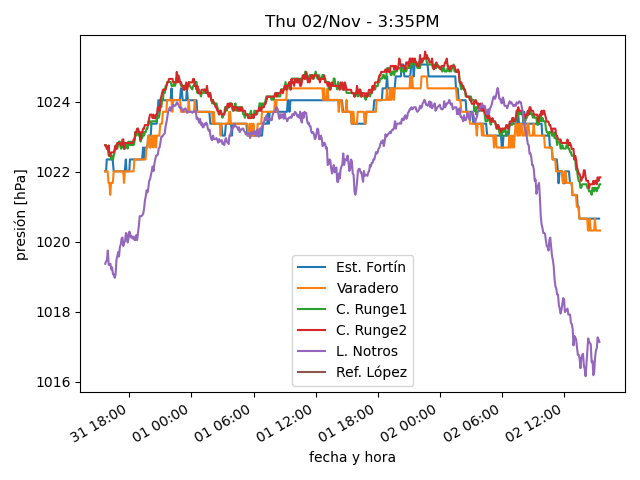 Thu 02/Nov - 3:35PM
presión [hPa]
1024
1022
1020
1018
1016
Est. Fortín
Varadero
C. Runge1
C. Runge2
L. Notros
Ref. López
31 18:00
01 00:00
01 06:00
01 12:00
01 18:00
02 00:00
02 06:00
02 12:00
fecha y hora